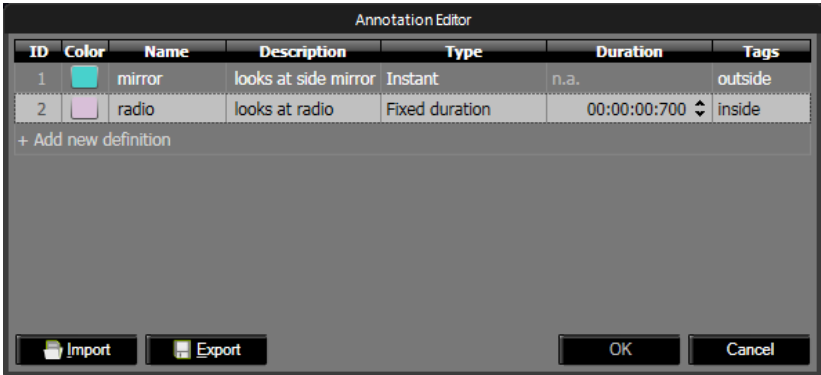 Annotation Editor
ID Color Name Description Type Duration Tags
1 mirror looks at side mirror Instant n.a. outside
2 radio looks at radio Fixed duration 00:00:00:700 inside
+ Add new definition
Import Export OK Cancel